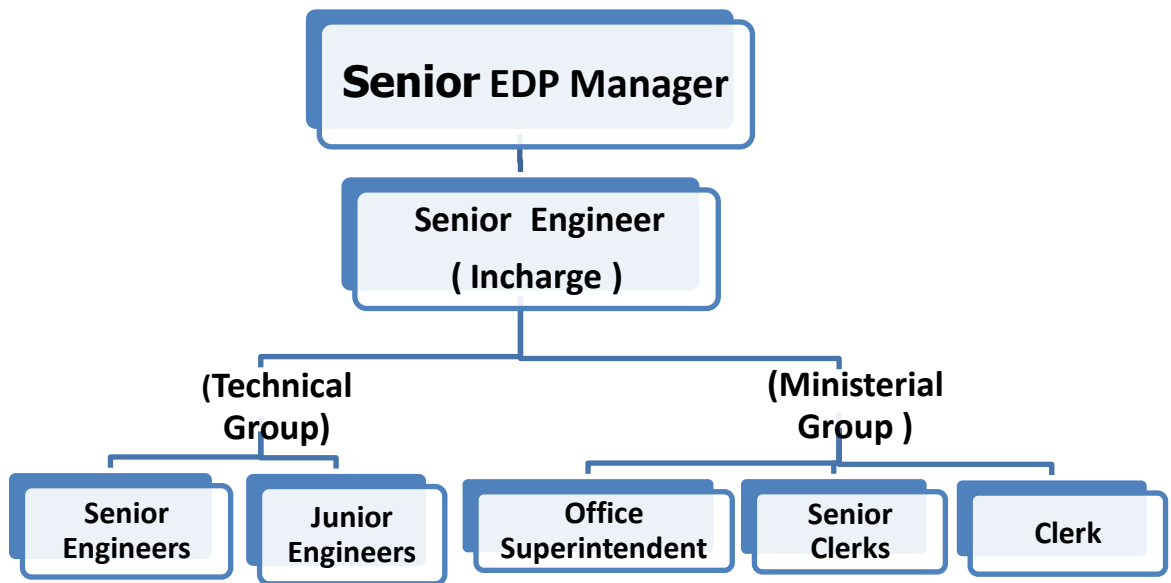 Senior EDP Manager
Senior Engineer
( Incharge )
(Technical
Group)
(Ministerial
Group )
Senior
Engineers
Junior
Engineers
Office
Superintendent
Senior
Clerks
Clerk